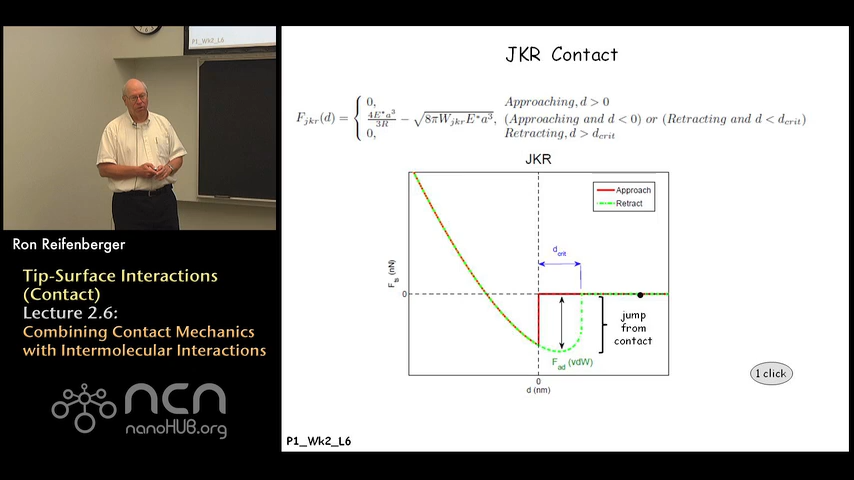 P1_Wk2_L6
JKR Contact
F_jkr(d) = { 0, Approaching, d > 0
4E*a³/3R − √(8πW_jkr E*a³), (Approaching and d < 0) or (Retracting and d < d_crit)
0, Retracting, d > d_crit
JKR
Approach
Retract
d_crit
F_ts (nN)
0
jump
from
contact
F_ad (vdW)
0
d (nm)
1 click
P1_Wk2_L6
Ron Reifenberger
Tip-Surface Interactions
(Contact)
Lecture 2.6:
Combining Contact Mechanics
with Intermolecular Interactions
ncn
nanoHUB.org